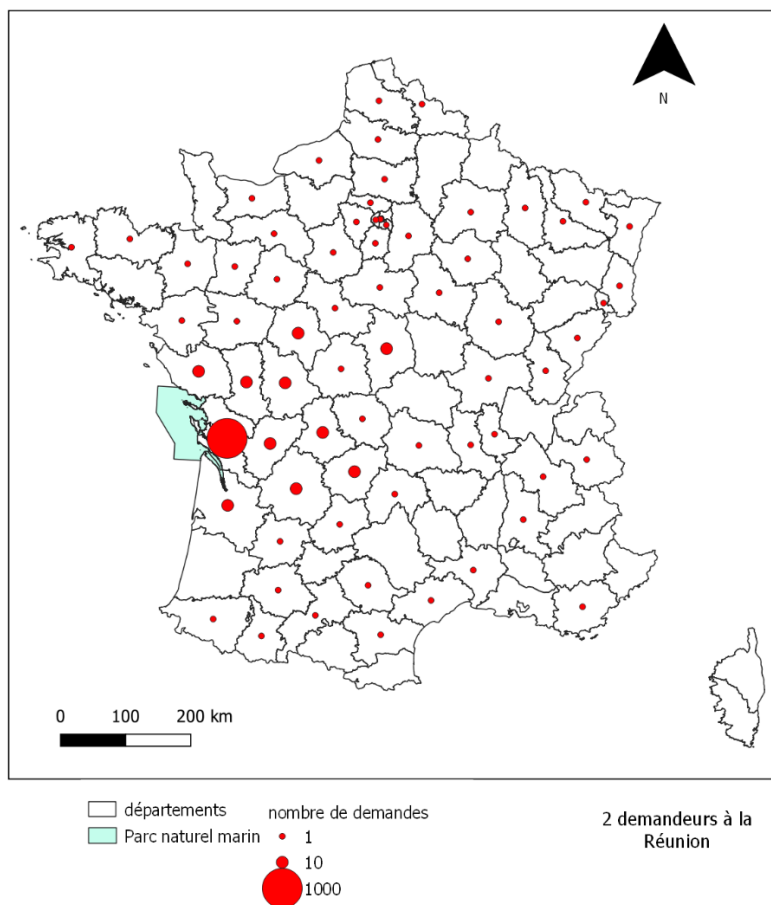 N
0 100 200 km
départements
Parc naturel marin
nombre de demandes
1
10
1000
2 demandeurs à la
Réunion